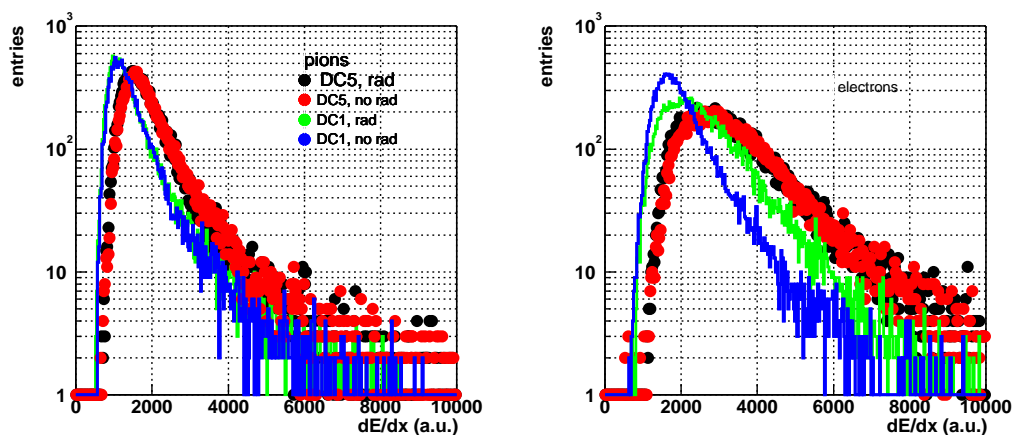 entries
10³
10²
10
1
0 2000 4000 6000 8000 10000
dE/dx (a.u.)
pions
DC5, rad
DC5, no rad
DC1, rad
DC1, no rad
entries
10³
10²
10
1
0 2000 4000 6000 8000 10000
dE/dx (a.u.)
electrons